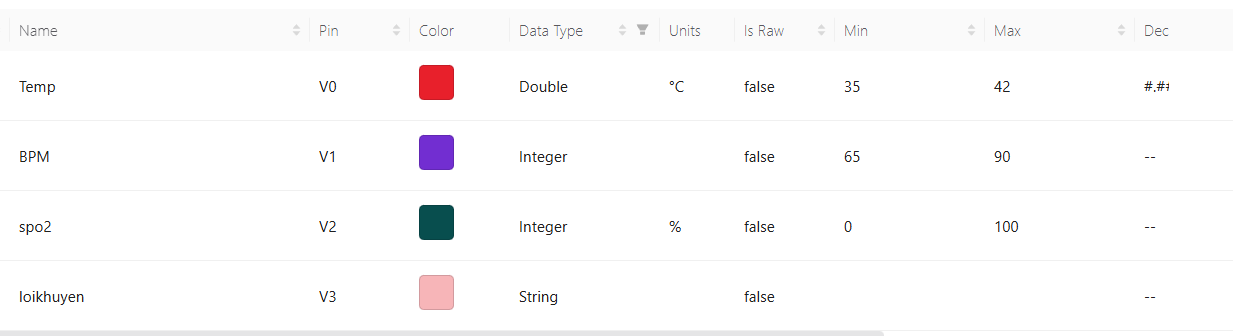 Name Pin Color Data Type Units Is Raw Min Max Dec
Temp V0 Double °C false 35 42 #.##
BPM V1 Integer false 65 90 --
spo2 V2 Integer % false 0 100 --
loikhuyen V3 String false --